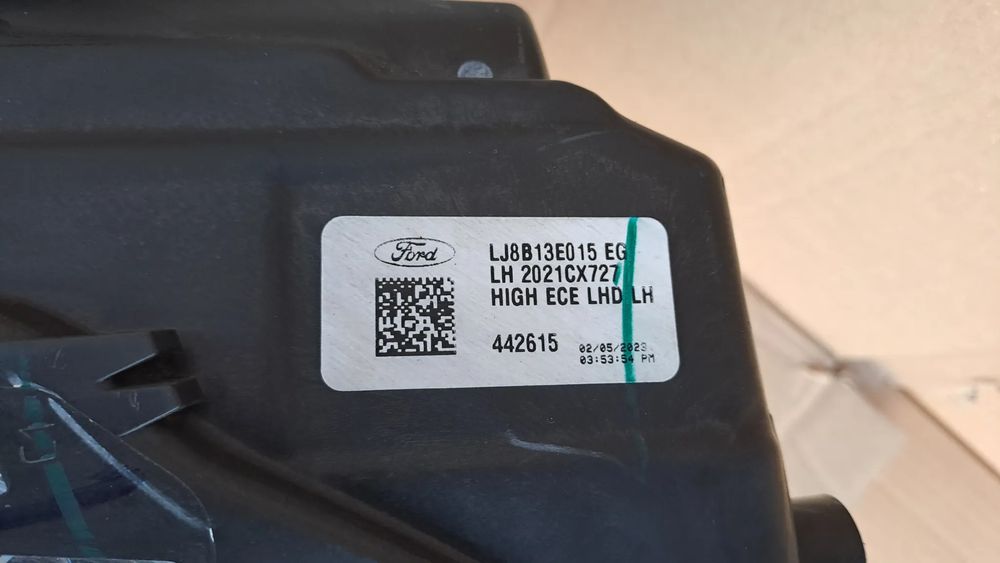 Ford
LJ8B13E015 EG
LH 2021CX727
HIGH ECE LHD LH
442615
02/05/2023
03:53:54 PM